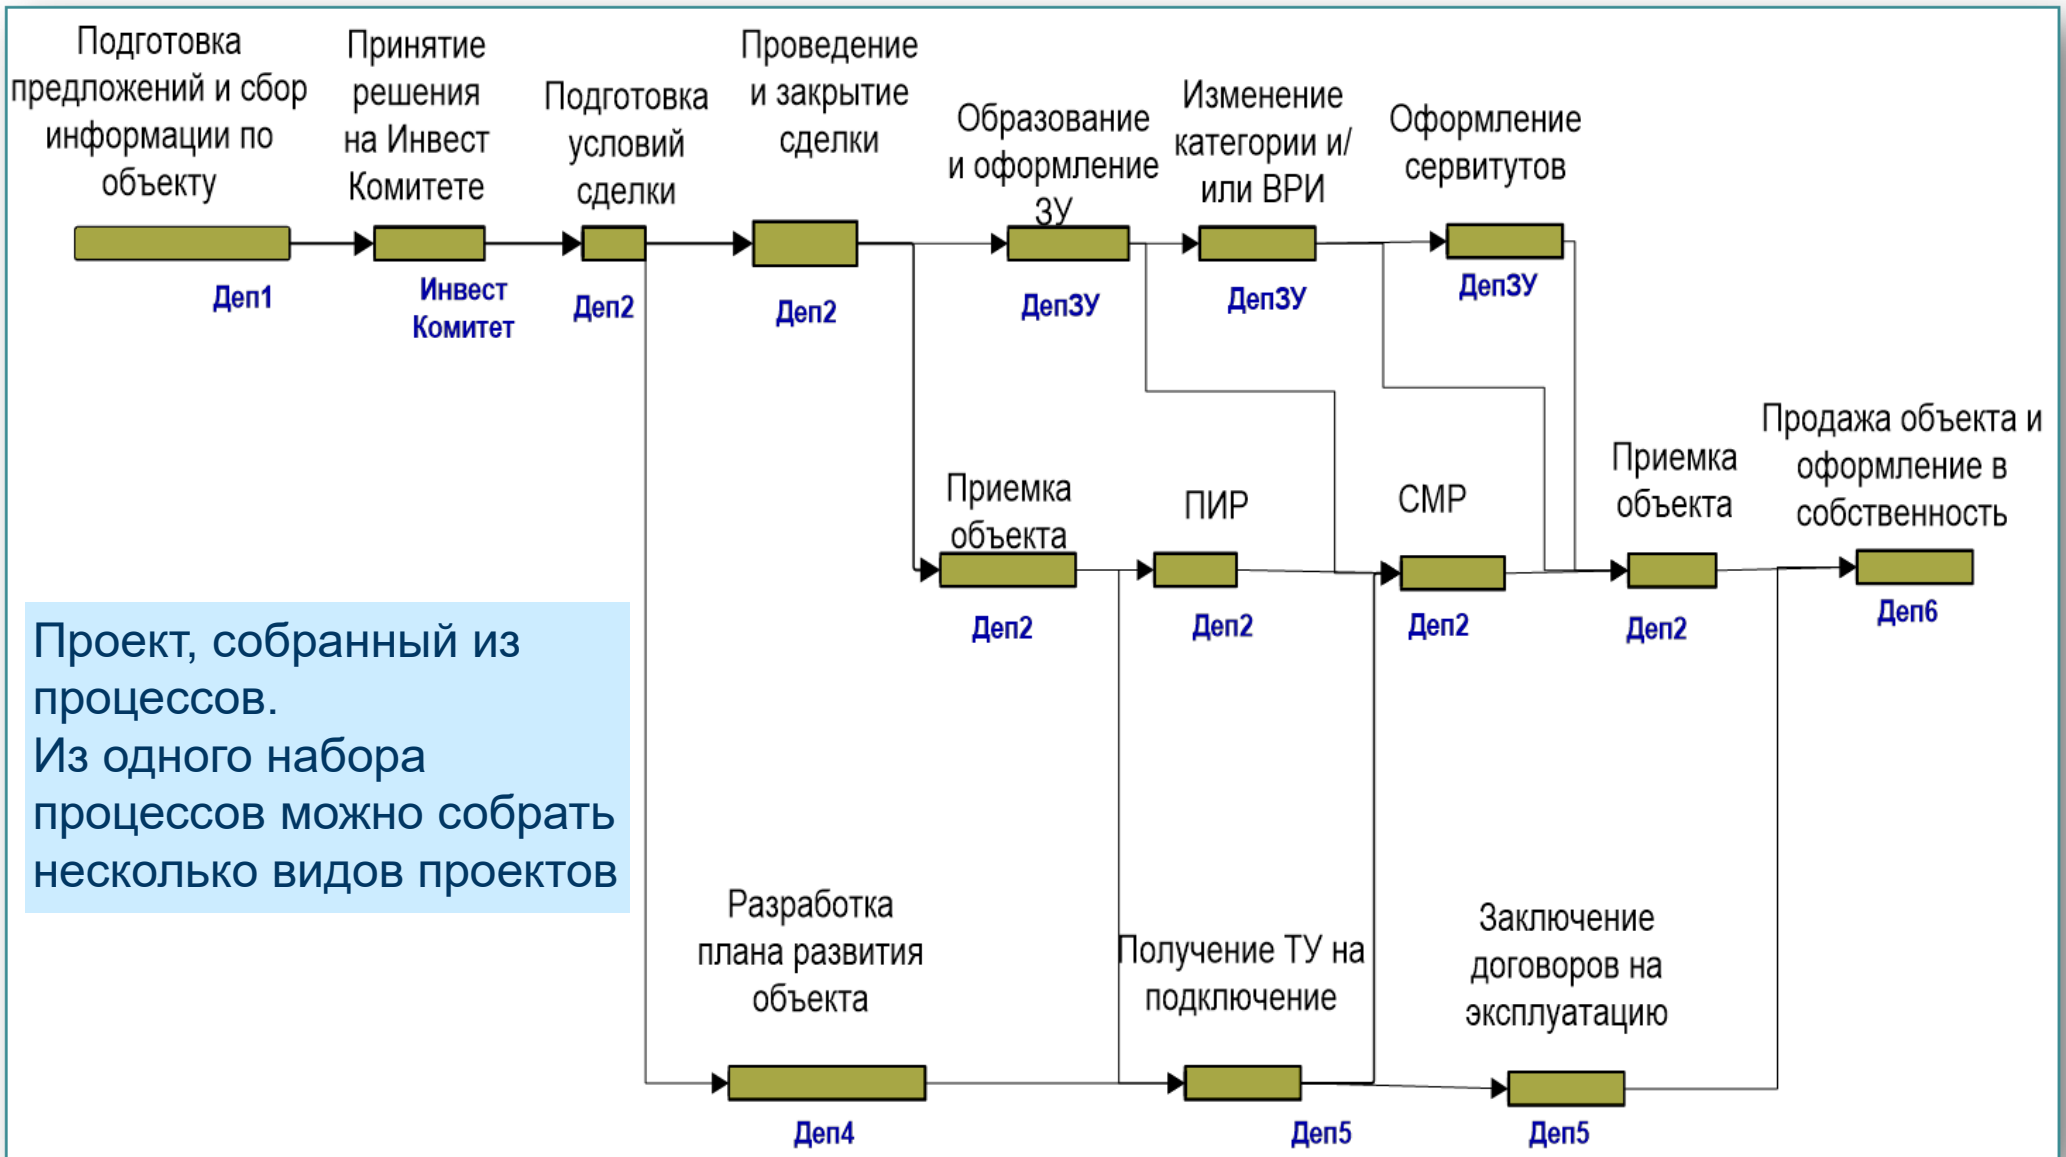 Подготовка
предложений и сбор
информации по
объекту
Принятие
решения
на Инвест
Комитете
Подготовка
условий
сделки
Проведение
и закрытие
сделки
Образование
и оформление
ЗУ
Изменение
категории и/
или ВРИ
Оформление
сервитутов
Деп1
Инвест
Комитет
Деп2
Деп2
ДепЗУ
ДепЗУ
ДепЗУ
Приемка
объекта
ПИР
СМР
Приемка
объекта
Продажа объекта и
оформление в
собственность
Деп2
Деп2
Деп2
Деп2
Деп6
Проект, собранный из
процессов.
Из одного набора
процессов можно собрать
несколько видов проектов
Разработка
плана развития
объекта
Получение ТУ на
подключение
Заключение
договоров на
эксплуатацию
Деп4
Деп5
Деп5